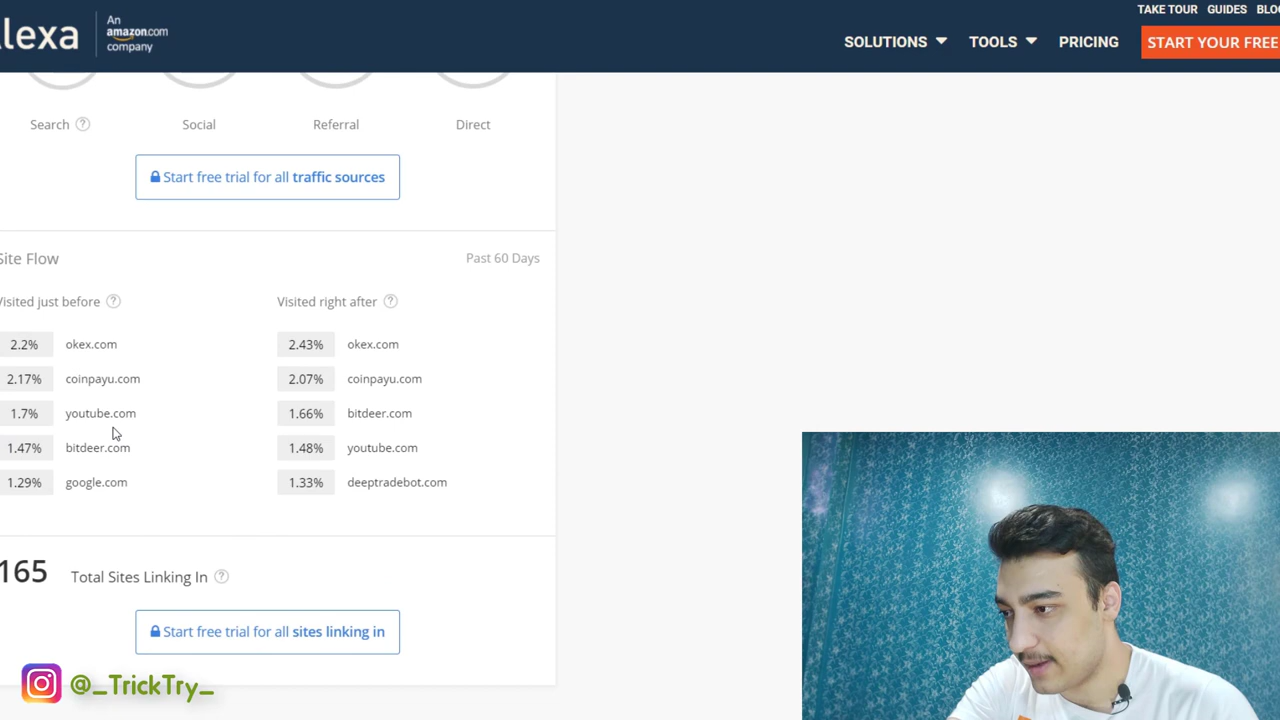 lexa
An
amazon.com
company
TAKE TOUR GUIDES BLO
SOLUTIONS TOOLS PRICING START YOUR FREE
Search ? Social Referral Direct
Start free trial for all traffic sources
Site Flow Past 60 Days
Visited just before ? Visited right after ?
2.2% okex.com 2.43% okex.com
2.17% coinpayu.com 2.07% coinpayu.com
1.7% youtube.com 1.66% bitdeer.com
1.47% bitdeer.com 1.48% youtube.com
1.29% google.com 1.33% deeptradebot.com
165 Total Sites Linking In ?
Start free trial for all sites linking in
@_TrickTry_